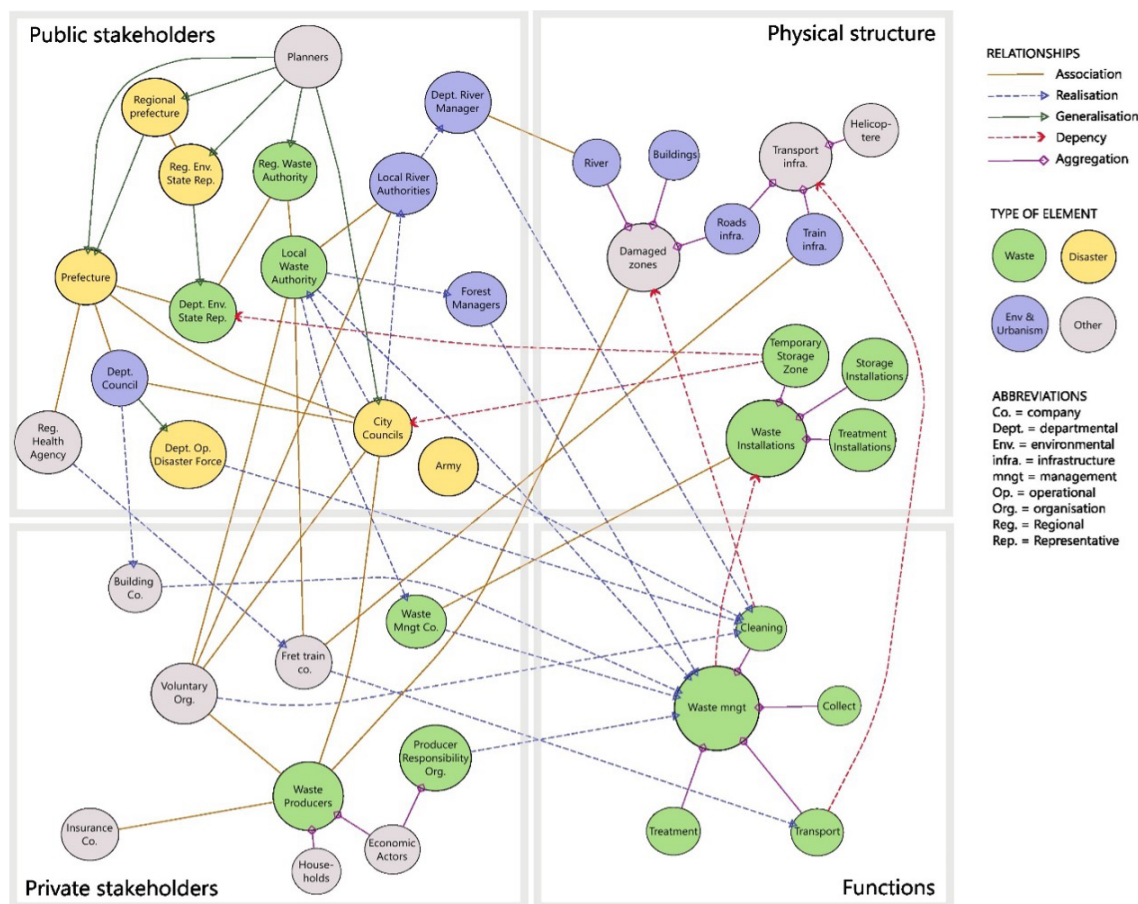 Public stakeholders
Physical structure
Planners
Regional
prefecture
Dept. River
Manager
Reg. Env.
State Rep.
Reg. Waste
Authority
Local River
Authorities
Local
Waste
Authority
Prefecture
Dept. Env.
State Rep.
Forest
Managers
Dept.
Council
Reg.
Health
Agency
Dept. Op.
Disaster Force
City
Councils
Army
River
Buildings
Transport
infra.
Helicop-
tere
Roads
infra.
Train
infra.
Damaged
zones
Temporary
Storage
Zone
Storage
Installations
Waste
Installations
Treatment
Installations
Building
Co.
Waste
Mngt Co.
Fret train
co.
Voluntary
Org.
Producer
Responsibility
Org.
Waste
Producers
Insurance
Co.
House-
holds
Economic
Actors
Cleaning
Waste mngt
Collect
Treatment
Transport
Private stakeholders
Functions
RELATIONSHIPS
Association
Realisation
Generalisation
Depency
Aggregation
TYPE OF ELEMENT
Waste
Disaster
Env &
Urbanism
Other
ABBREVIATIONS
Co. = company
Dept. = departmental
Env. = environmental
infra. = infrastructure
mngt = management
Op. = operational
Org. = organisation
Reg. = Regional
Rep. = Representative